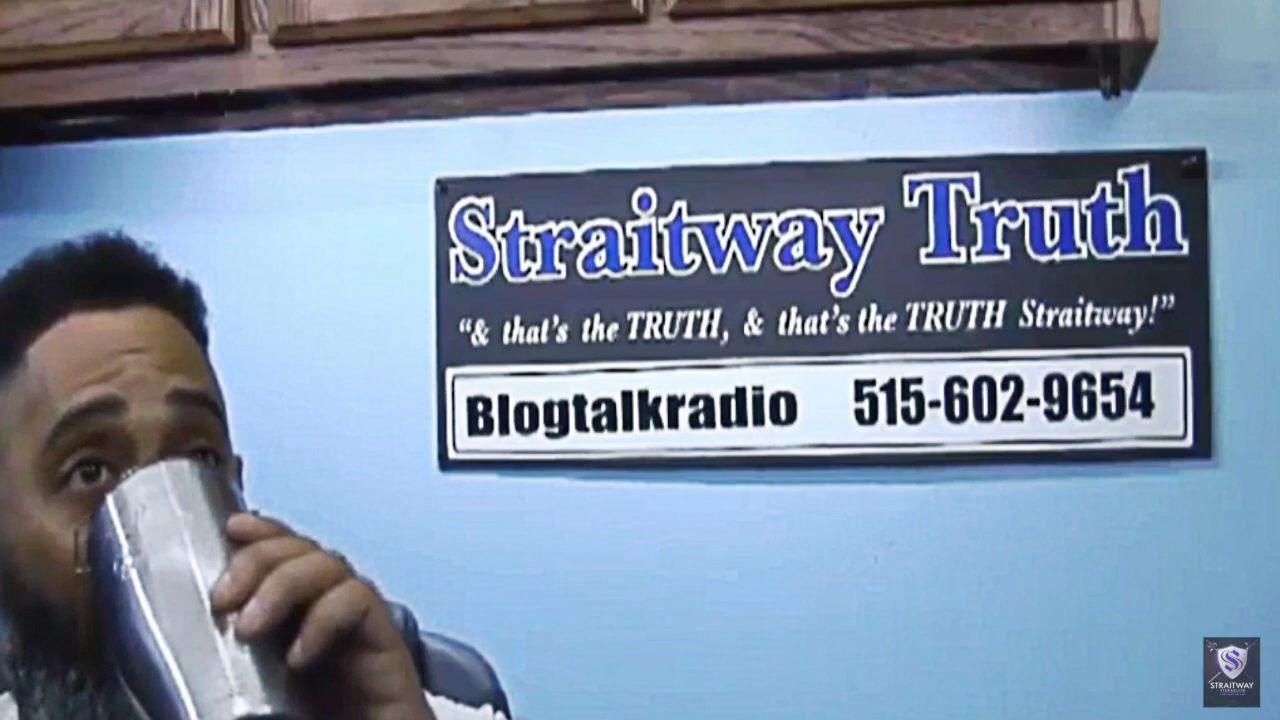 Straitway Truth
“& that's the TRUTH, & that's the TRUTH Straitway!”
Blogtalkradio 515-602-9654
S
STRAITWAY